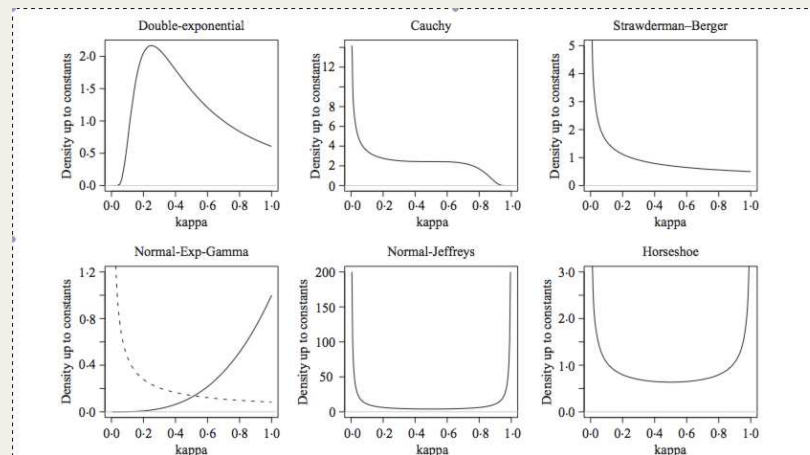 Double-exponential
Density up to constants
2·0
1·5
1·0
0·5
0·0
0·0 0·2 0·4 0·6 0·8 1·0
kappa
Cauchy
Density up to constants
12
8
6
4
2
0
0·0 0·2 0·4 0·6 0·8 1·0
kappa
Strawderman–Berger
Density up to constants
5
4
3
2
1
0
0·0 0·2 0·4 0·6 0·8 1·0
kappa
Normal-Exp-Gamma
Density up to constants
1·2
0·8
0·4
0·0
0·0 0·2 0·4 0·6 0·8 1·0
kappa
Normal-Jeffreys
Density up to constants
200
150
100
50
0
0·0 0·2 0·4 0·6 0·8 1·0
kappa
Horseshoe
Density up to constants
3·0
2·0
1·0
0·0
0·0 0·2 0·4 0·6 0·8 1·0
kappa